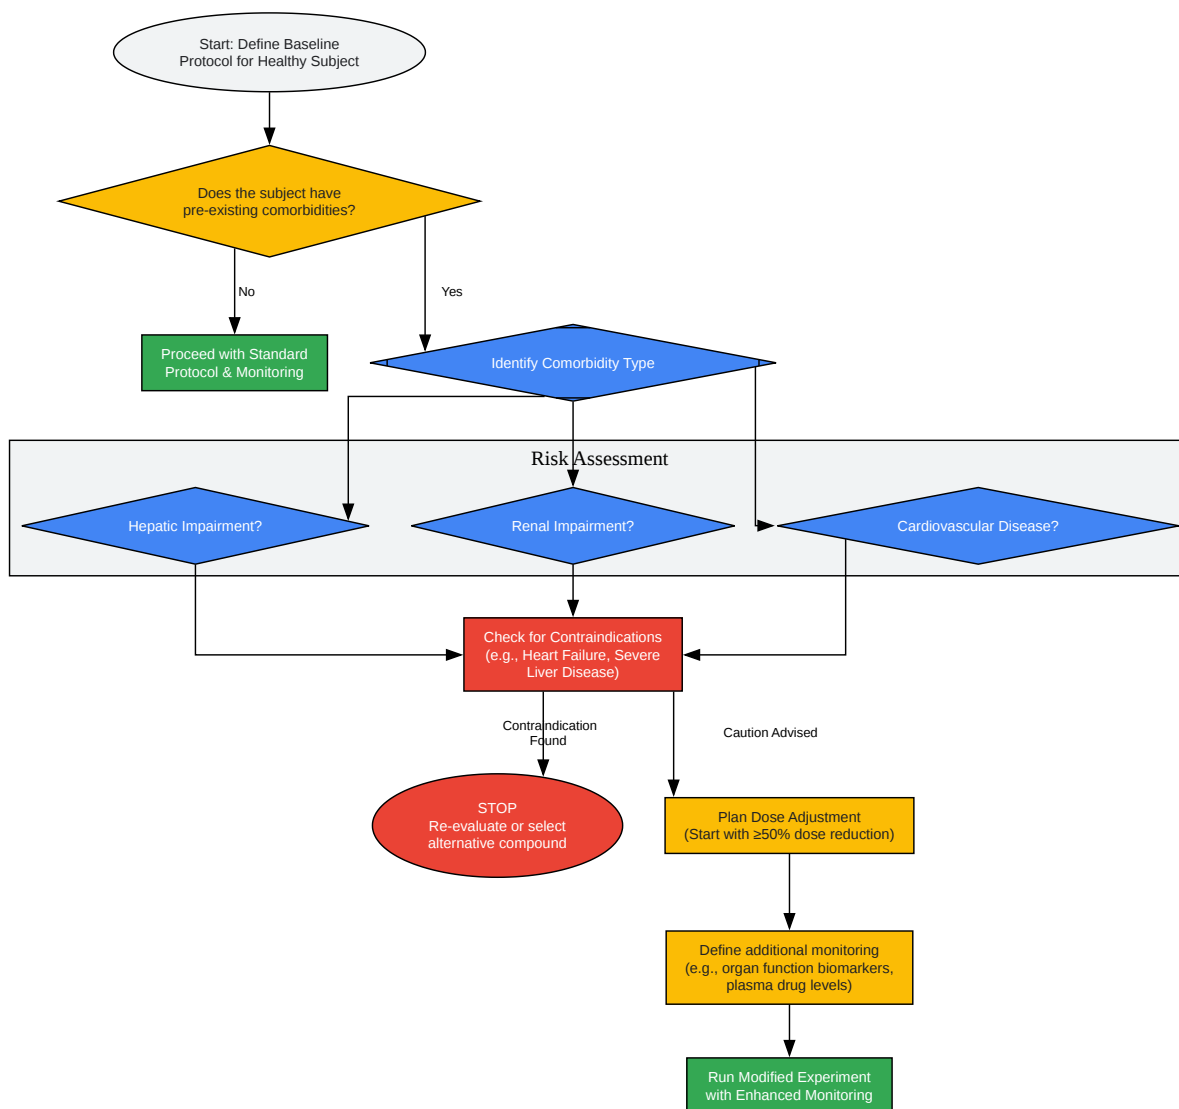 Start: Define Baseline
Protocol for Healthy Subject
Does the subject have
pre-existing comorbidities?
No
Yes
Proceed with Standard
Protocol & Monitoring
Identify Comorbidity Type
Risk Assessment
Hepatic Impairment?
Renal Impairment?
Cardiovascular Disease?
Check for Contraindications
(e.g., Heart Failure, Severe
Liver Disease)
Contraindication
Found
Caution Advised
STOP
Re-evaluate or select
alternative compound
Plan Dose Adjustment
(Start with ≥50% dose reduction)
Define additional monitoring
(e.g., organ function biomarkers,
plasma drug levels)
Run Modified Experiment
with Enhanced Monitoring